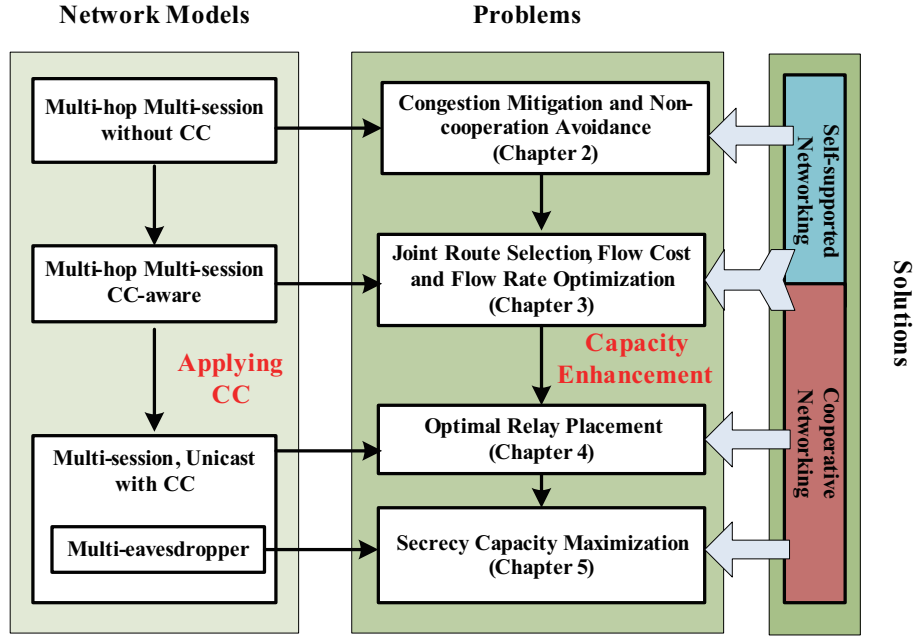 Network Models
Problems
Multi-hop Multi-session
without CC
Congestion Mitigation and Non-
cooperation Avoidance
(Chapter 2)
Self-supported
Networking
Multi-hop Multi-session
CC-aware
Joint Route Selection, Flow Cost
and Flow Rate Optimization
(Chapter 3)
Solutions
Applying
CC
Capacity
Enhancement
Cooperative
Networking
Multi-session, Unicast
with CC
Optimal Relay Placement
(Chapter 4)
Multi-eavesdropper
Secrecy Capacity Maximization
(Chapter 5)